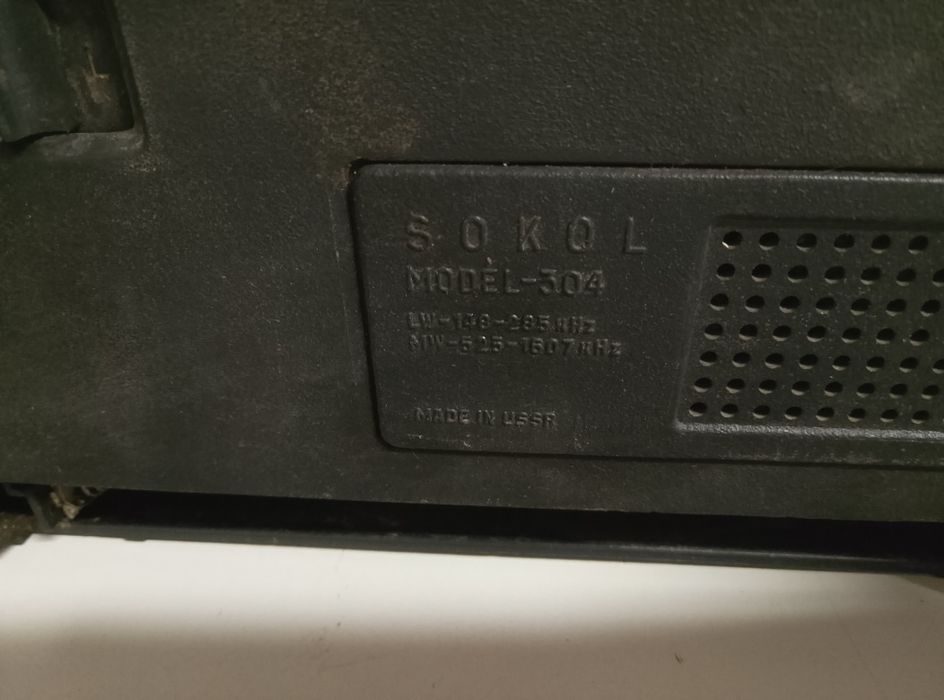 SOKOL
MODEL-304
LW-148-285 kHz
MW-525-1607 kHz
MADE IN USSR